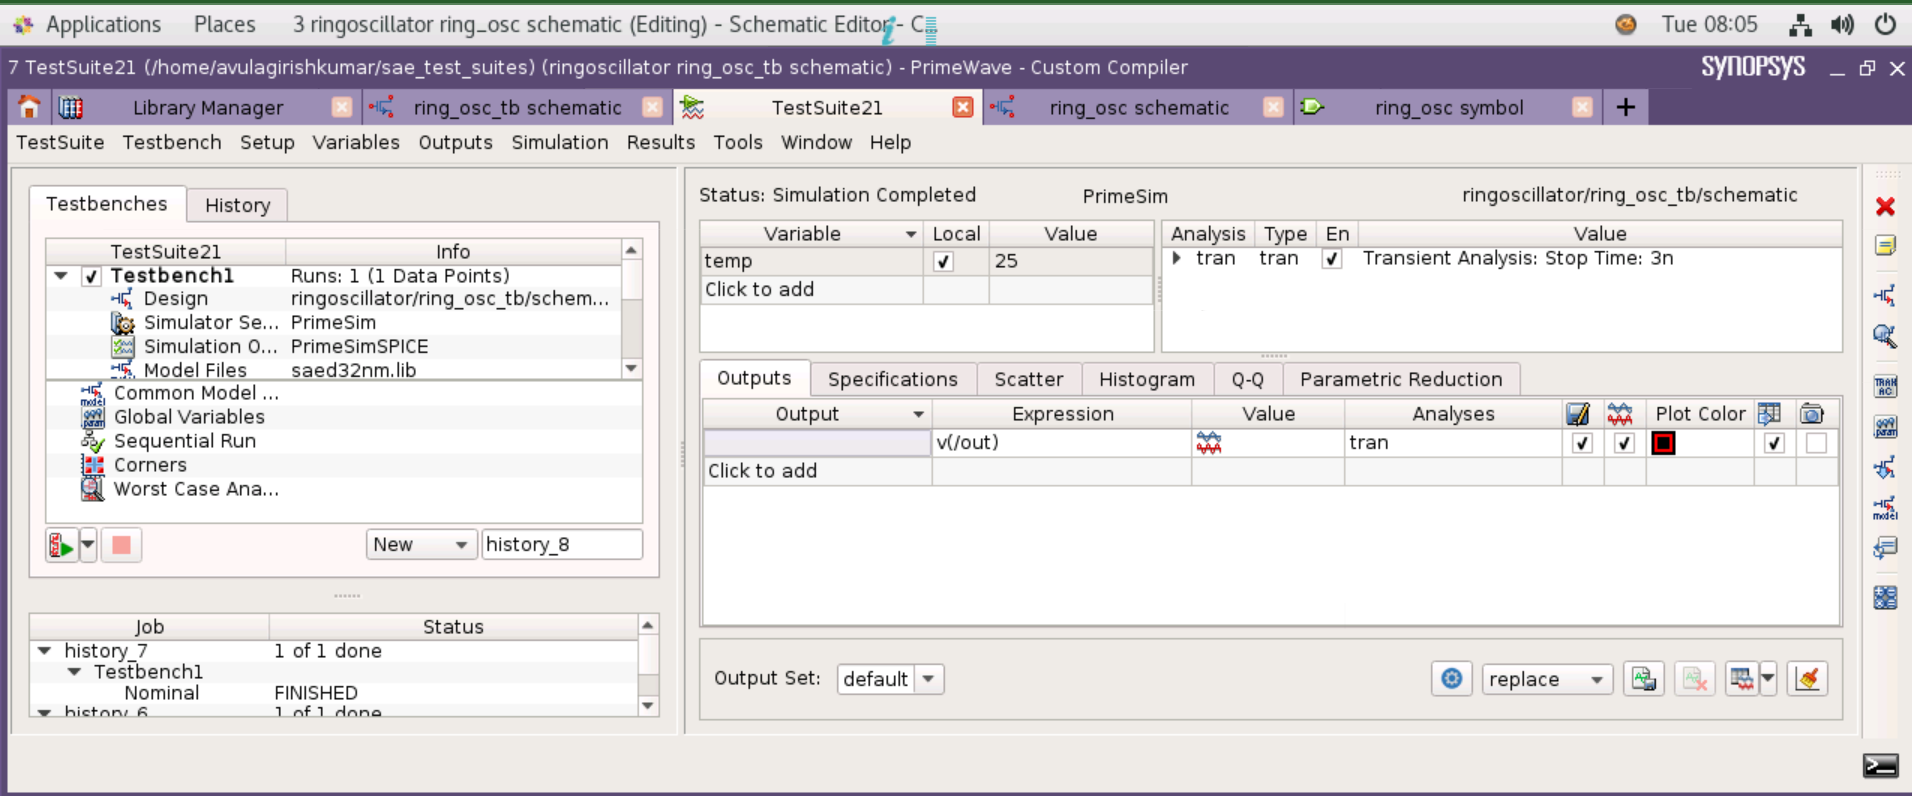 Applications Places 3 ringoscillator ring_osc schematic (Editing) - Schematic Editor - C Tue 08:05
7 TestSuite21 (/home/avulagirishkumar/sae_test_suites) (ringoscillator ring_osc_tb schematic) - PrimeWave - Custom Compiler SYNOPSYS
Library Manager ring_osc_tb schematic TestSuite21 ring_osc schematic ring_osc symbol
TestSuite Testbench Setup Variables Outputs Simulation Results Tools Window Help
Testbenches History
TestSuite21 Info
Testbench1 Runs: 1 (1 Data Points)
Design ringoscillator/ring_osc_tb/schem...
Simulator Se... PrimeSim
Simulation O... PrimeSimSPICE
Model Files saed32nm.lib
Common Model ...
Global Variables
Sequential Run
Corners
Worst Case Ana...
New history_8
Job Status
history_7 1 of 1 done
Testbench1
Nominal FINISHED
history_6 1 of 1 done
Status: Simulation Completed PrimeSim ringoscillator/ring_osc_tb/schematic
Variable Local Value
temp 25
Click to add
Analysis Type En Value
tran tran Transient Analysis: Stop Time: 3n
Outputs Specifications Scatter Histogram Q-Q Parametric Reduction
Output Expression Value Analyses Plot Color
v(/out) tran
Click to add
Output Set: default replace
TRAN
AC
param
model